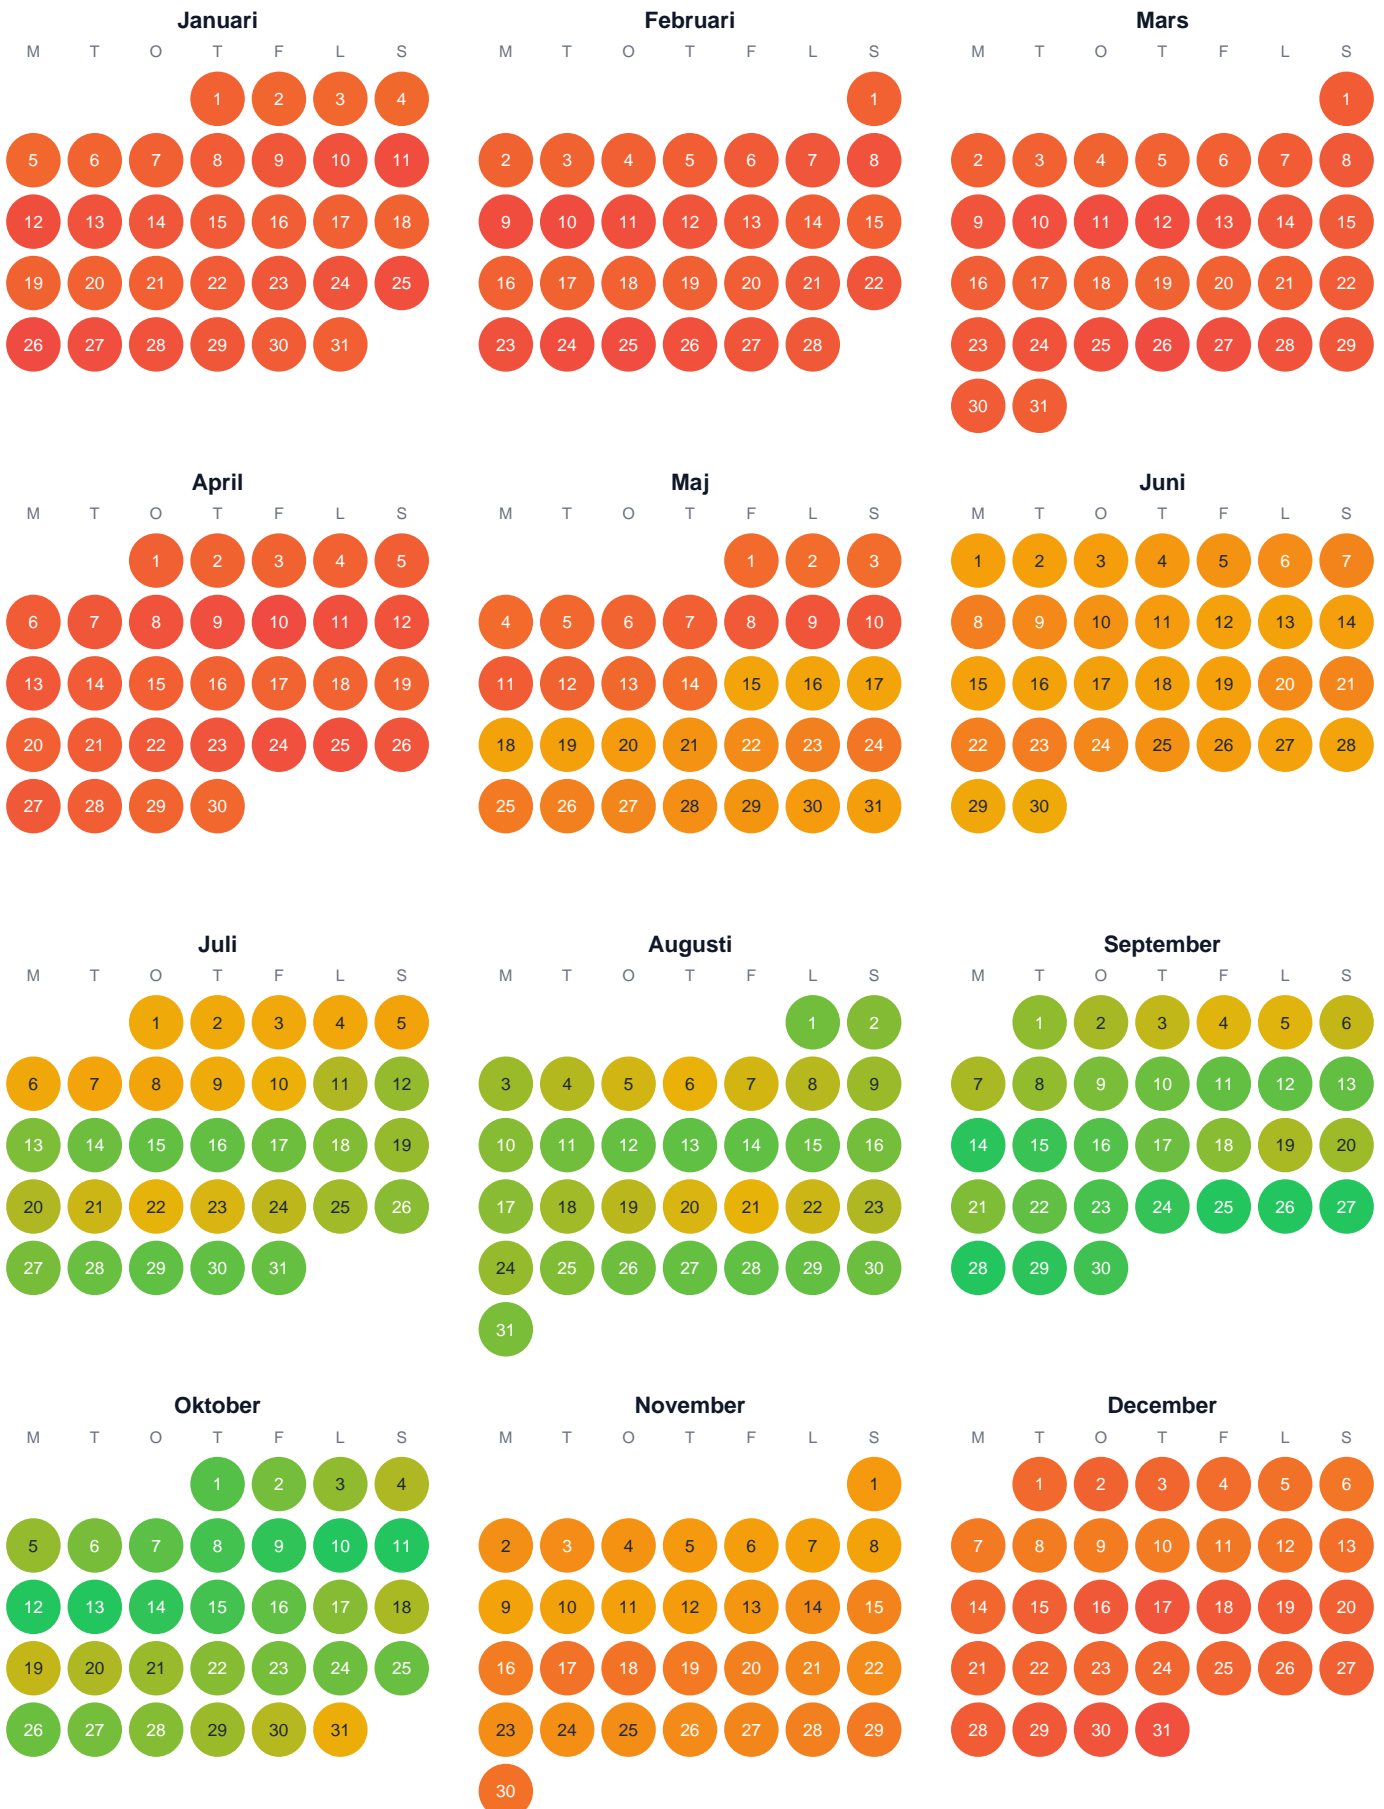 Januari Februari Mars
M T O T F L S M T O T F L S M T O T F L S
1 2 3 4 1 1
5 6 7 8 9 10 11 2 3 4 5 6 7 8 2 3 4 5 6 7 8
12 13 14 15 16 17 18 9 10 11 12 13 14 15 9 10 11 12 13 14 15
19 20 21 22 23 24 25 16 17 18 19 20 21 22 16 17 18 19 20 21 22
26 27 28 29 30 31 23 24 25 26 27 28 23 24 25 26 27 28 29
30 31
April Maj Juni
M T O T F L S M T O T F L S M T O T F L S
1 2 3 4 5 1 2 3 1 2 3 4 5 6 7
6 7 8 9 10 11 12 4 5 6 7 8 9 10 8 9 10 11 12 13 14
13 14 15 16 17 18 19 11 12 13 14 15 16 17 15 16 17 18 19 20 21
20 21 22 23 24 25 26 18 19 20 21 22 23 24 22 23 24 25 26 27 28
27 28 29 30 25 26 27 28 29 30 31 29 30
Juli Augusti September
M T O T F L S M T O T F L S M T O T F L S
1 2 3 4 5 1 2 1 2 3 4 5 6
6 7 8 9 10 11 12 3 4 5 6 7 8 9 7 8 9 10 11 12 13
13 14 15 16 17 18 19 10 11 12 13 14 15 16 14 15 16 17 18 19 20
20 21 22 23 24 25 26 17 18 19 20 21 22 23 21 22 23 24 25 26 27
27 28 29 30 31 24 25 26 27 28 29 30 28 29 30
31
Oktober November December
M T O T F L S M T O T F L S M T O T F L S
1 2 3 4 1 1 2 3 4 5 6
5 6 7 8 9 10 11 2 3 4 5 6 7 8 7 8 9 10 11 12 13
12 13 14 15 16 17 18 9 10 11 12 13 14 15 14 15 16 17 18 19 20
19 20 21 22 23 24 25 16 17 18 19 20 21 22 21 22 23 24 25 26 27
26 27 28 29 30 31 23 24 25 26 27 28 29 28 29 30 31
30